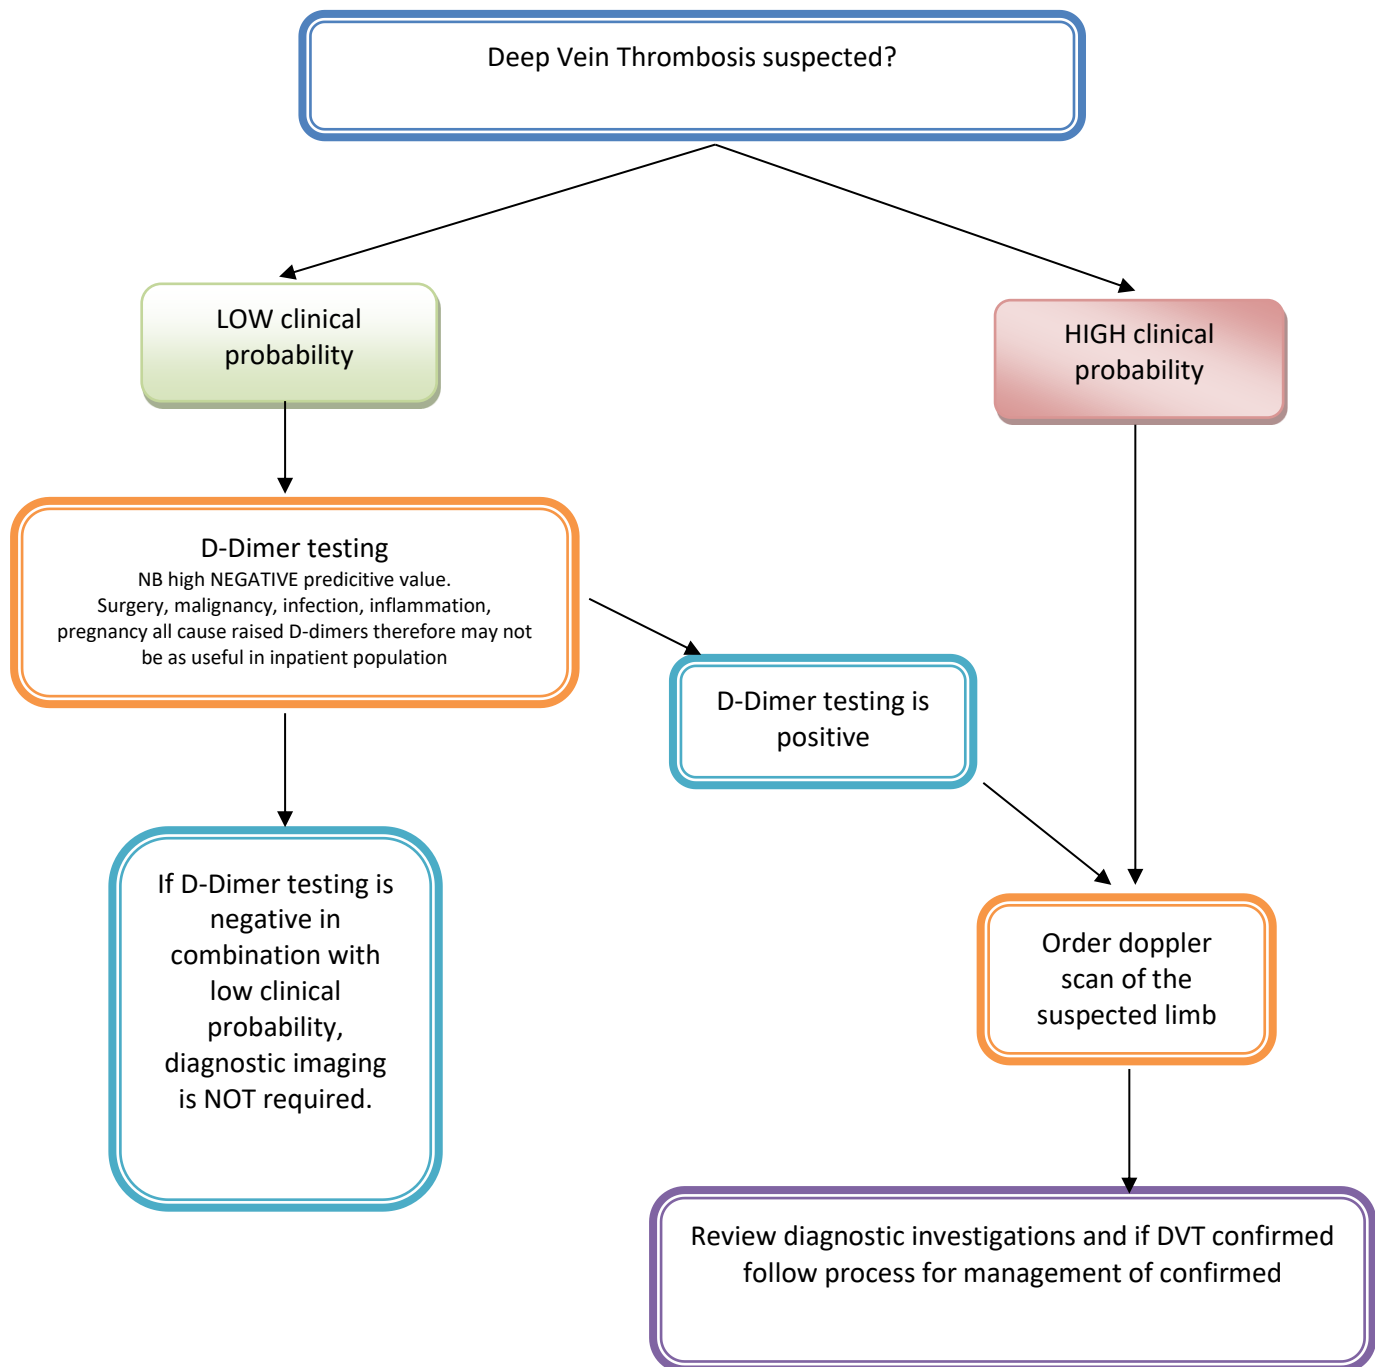 Deep Vein Thrombosis suspected?
LOW clinical
probability
HIGH clinical
probability
D-Dimer testing
NB high NEGATIVE predicitive value.
Surgery, malignancy, infection, inflammation,
pregnancy all cause raised D-dimers therefore may not
be as useful in inpatient population
D-Dimer testing is
positive
If D-Dimer testing is
negative in
combination with
low clinical
probability,
diagnostic imaging
is NOT required.
Order doppler
scan of the
suspected limb
Review diagnostic investigations and if DVT confirmed
follow process for management of confirmed